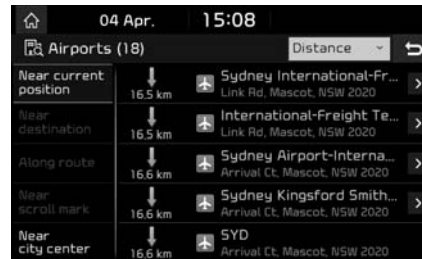 04 Apr. 15:08
Airports (18)
Distance
Near current
position
16.5 km
Sydney International-Fr...
Link Rd, Mascot, NSW 2020
Near
destination
16.5 km
International-Freight Te...
Link Rd, Mascot, NSW 2020
Along route
16.6 km
Sydney Airport-Interna...
Arrival Ct, Mascot, NSW 2020
Near
scroll mark
16.6 km
Sydney Kingsford Smith...
Arrival Ct, Mascot, NSW 2020
Near
city center
16.6 km
SYD
Arrival Ct, Mascot, NSW 2020